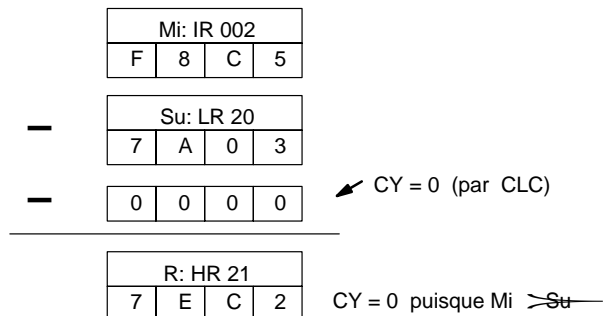 Mi: IR 002
F 8 C 5
Su: LR 20
– 7 A 0 3
– 0 0 0 0 CY = 0 (par CLC)
R: HR 21
7 E C 2 CY = 0 puisque Mi > Su